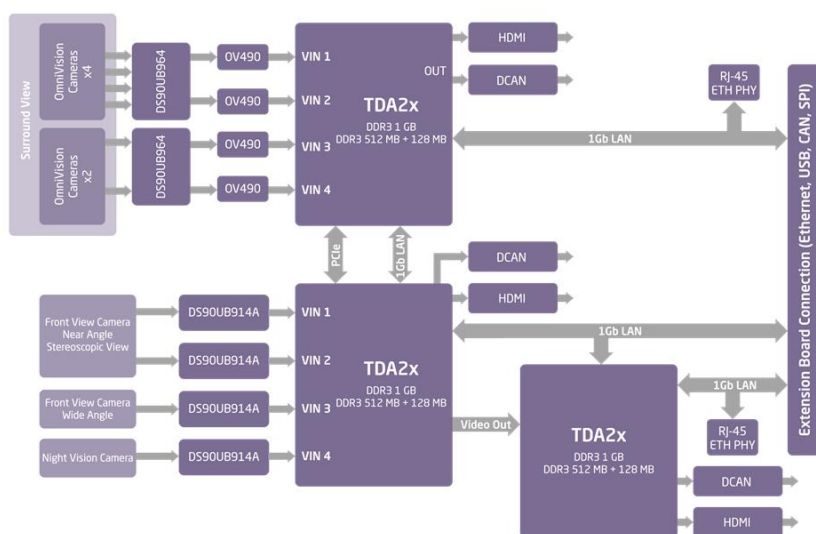 Surround View
OmniVision
Cameras
x4
OmniVision
Cameras
x2
DS90UB964
DS90UB964
OV490
OV490
OV490
OV490
VIN 1
VIN 2
VIN 3
VIN 4
OUT
TDA2x
DDR3 1 GB
DDR3 512 MB + 128 MB
HDMI
DCAN
RJ-45
ETH PHY
1Gb LAN
Extension Board Connection (Ethernet, USB, CAN, SPI)
PCIe
1Gb LAN
DCAN
HDMI
Front View Camera
Near Angle
Stereoscopic View
Front View Camera
Wide Angle
Night Vision Camera
DS90UB914A
DS90UB914A
DS90UB914A
DS90UB914A
VIN 1
VIN 2
VIN 3
VIN 4
TDA2x
DDR3 1 GB
DDR3 512 MB + 128 MB
1Gb LAN
Video Out
TDA2x
DDR3 1 GB
DDR3 512 MB + 128 MB
1Gb LAN
RJ-45
ETH PHY
DCAN
HDMI